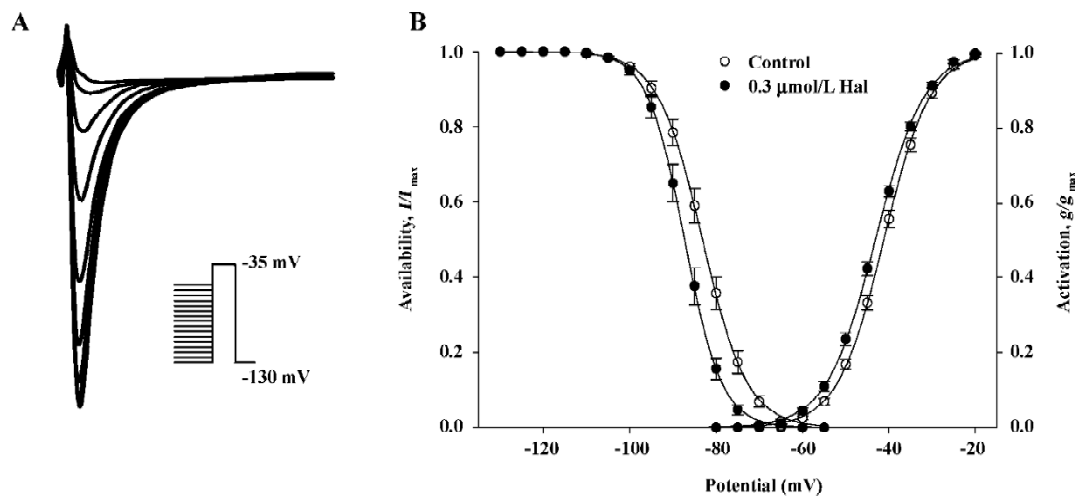 A
-35 mV
-130 mV
B
Control
0.3 μmol/L Hal
Availability, I/Imax
1.0
0.8
0.6
0.4
0.2
0.0
Activation, g/gmax
1.0
0.8
0.6
0.4
0.2
0.0
-120 -100 -80 -60 -40 -20
Potential (mV)